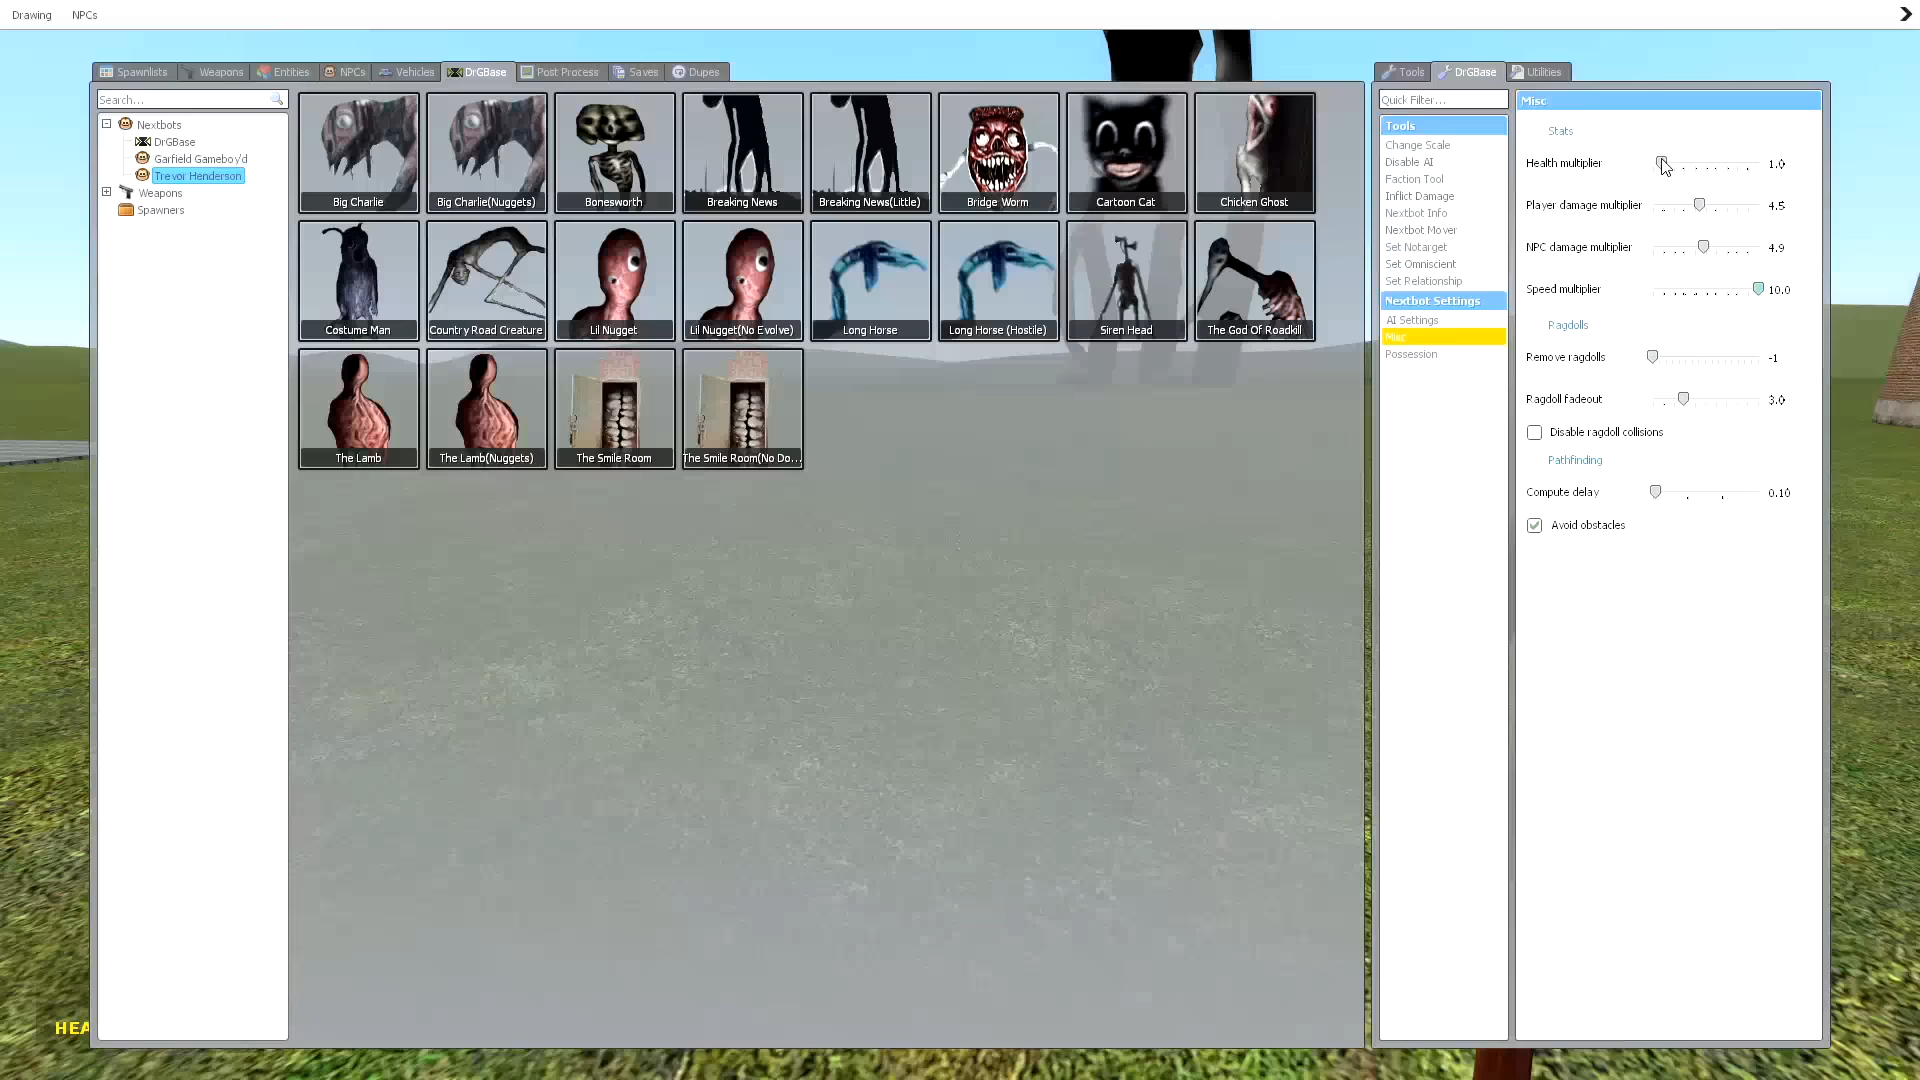 Drawing NPCs
Spawnlists Weapons Entities NPCs Vehicles DrGBase Post Process Saves Dupes
Search...
Nextbots
DrGBase
Garfield Gameboy'd
Trevor Henderson
Weapons
Spawners
Big Charlie
Big Charlie(Nuggets)
Bonesworth
Breaking News
Breaking News(Little)
Bridge Worm
Cartoon Cat
Chicken Ghost
Costume Man
Country Road Creature
Lil Nugget
Lil Nugget(No Evolve)
Long Horse
Long Horse (Hostile)
Siren Head
The God Of Roadkill
The Lamb
The Lamb(Nuggets)
The Smile Room
The Smile Room(No Do...
Tools DrGBase Utilities
Quick Filter...
Tools
Change Scale
Disable AI
Faction Tool
Inflict Damage
Nextbot Info
Nextbot Mover
Set Notarget
Set Omniscient
Set Relationship
Nextbot Settings
AI Settings
Misc
Possession
Misc
Stats
Health multiplier 1.0
Player damage multiplier 4.5
NPC damage multiplier 4.9
Speed multiplier 10.0
Ragdolls
Remove ragdolls -1
Ragdoll fadeout 3.0
Disable ragdoll collisions
Pathfinding
Compute delay 0.10
Avoid obstacles
HEA